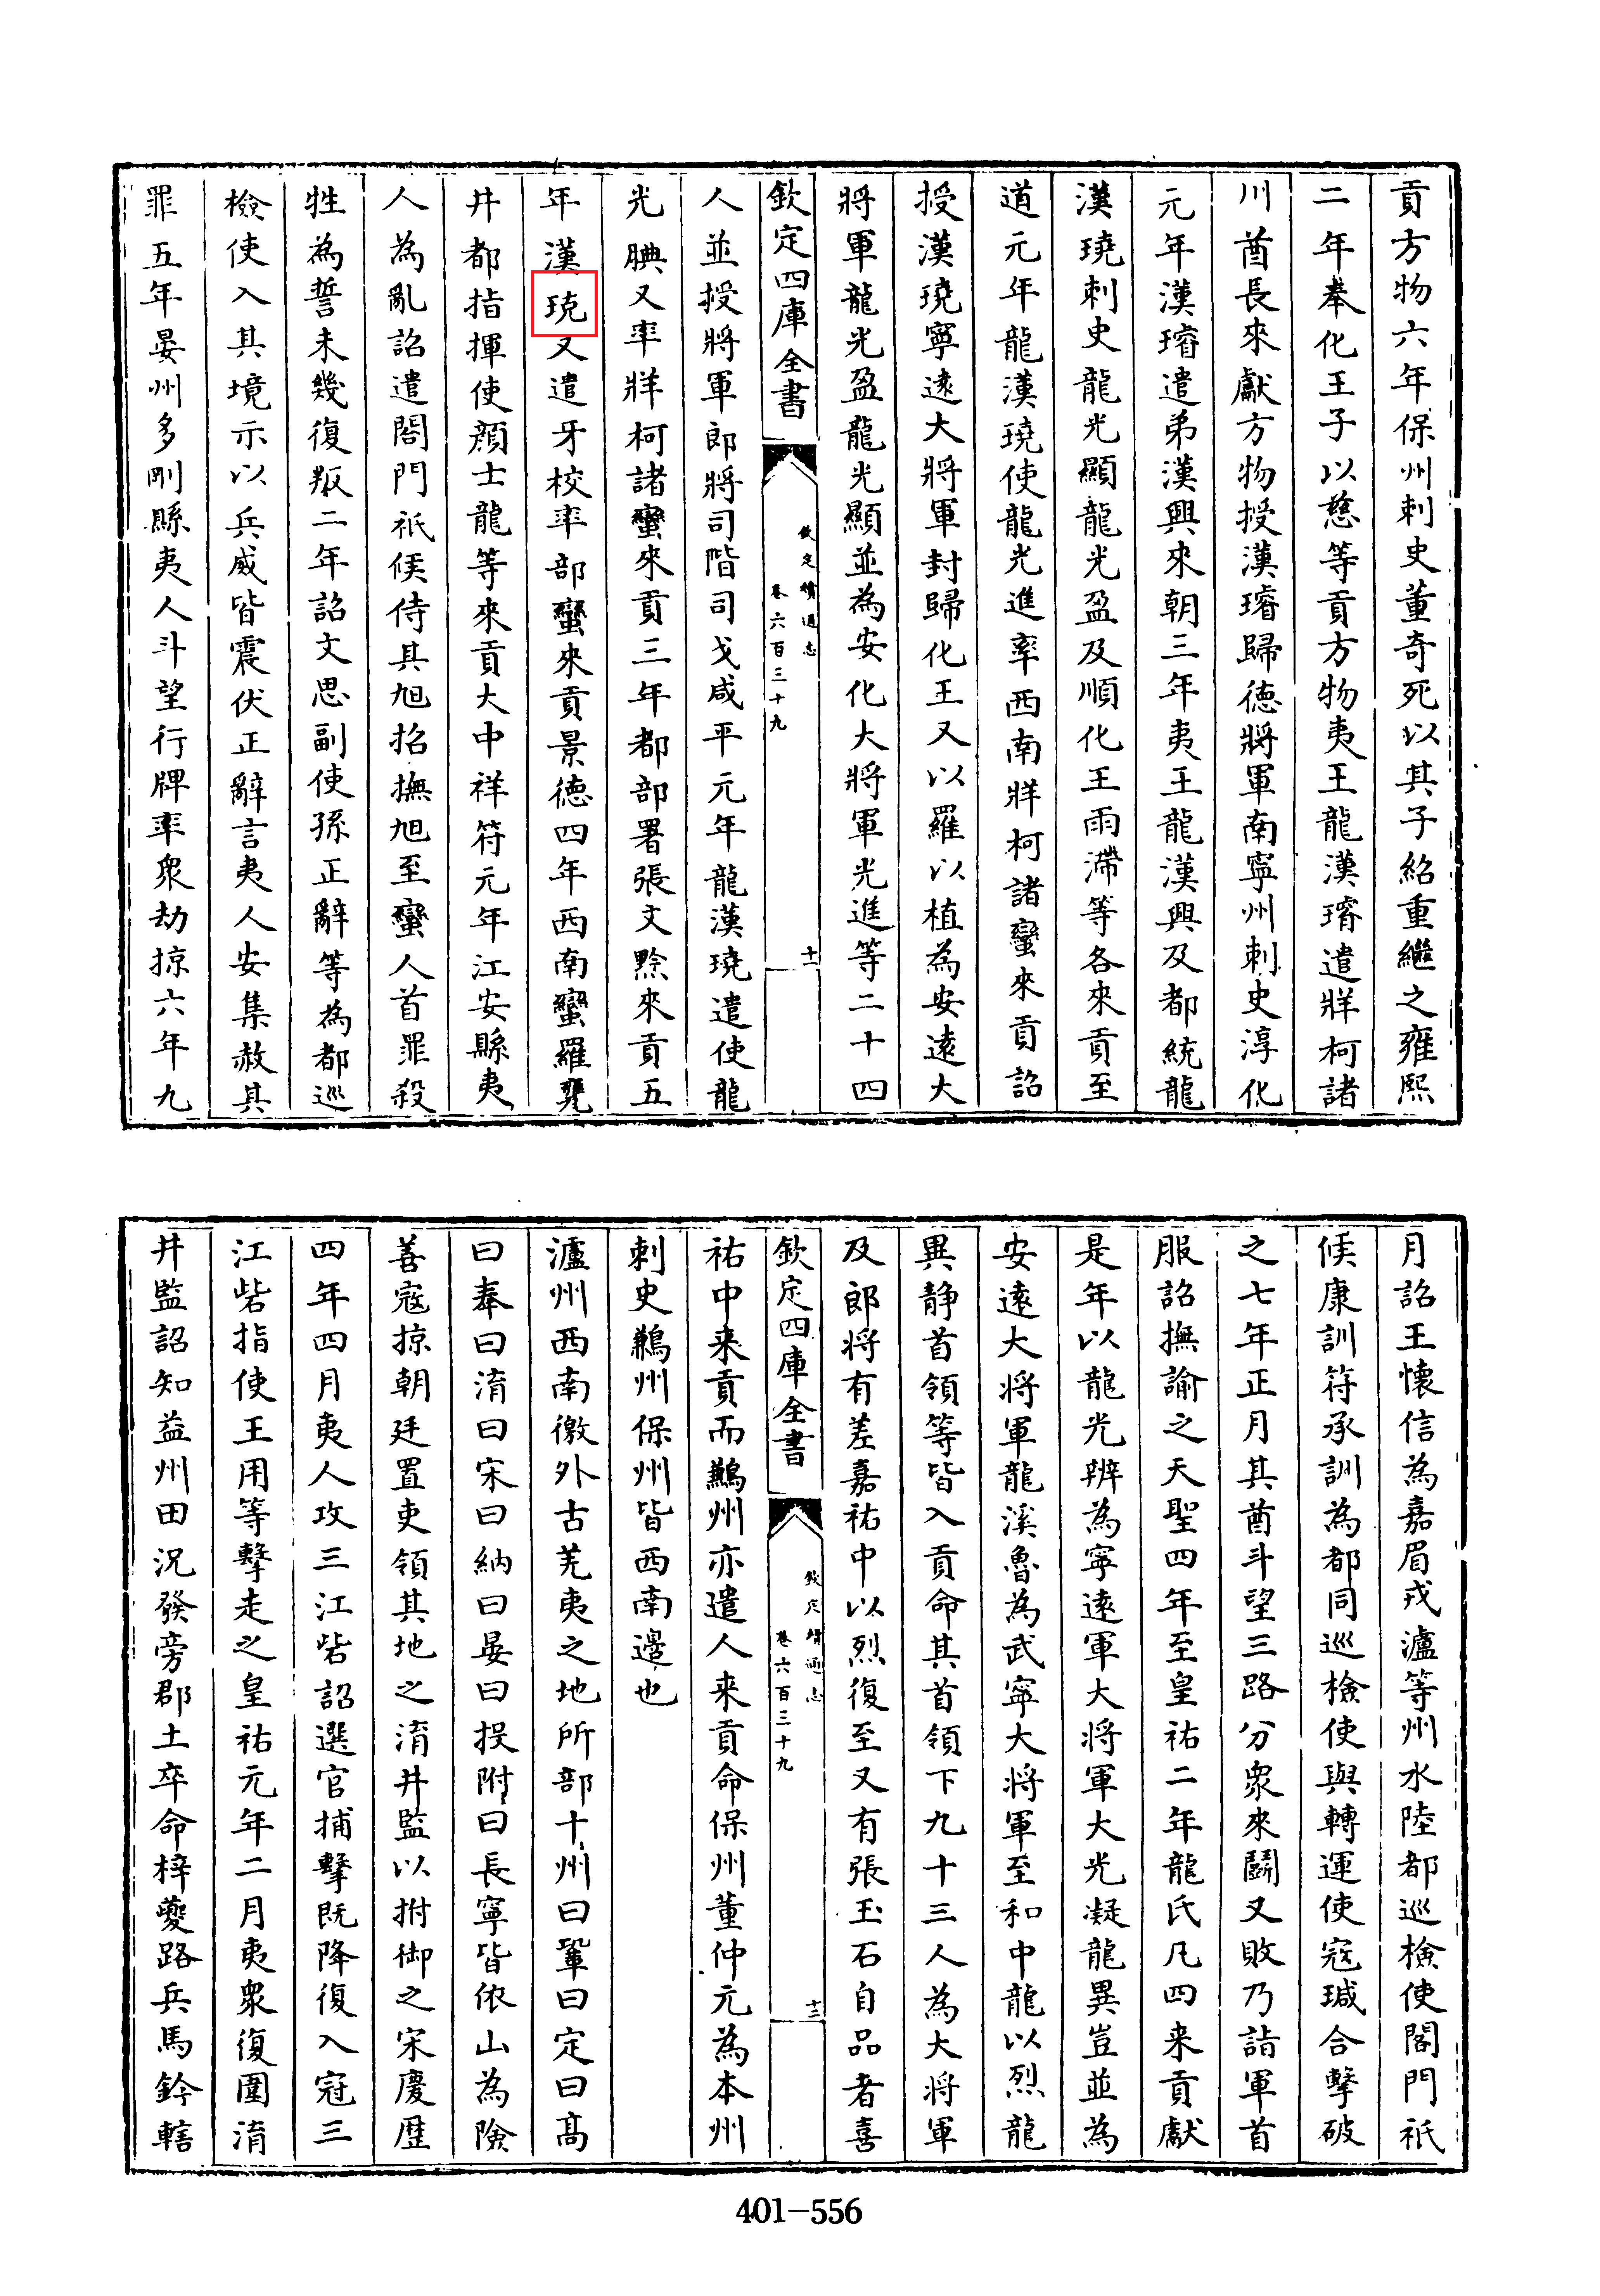 貢方物六年保州刺史董奇死以其子紹重繼之雍熙
二年奉化王子以慈等貢方物夷王龍漢璿遣牂柯諸
川酋長來獻方物授漢璿歸德將軍南寧州刺史淳化
元年漢璿遣弟漢興來朝三年夷王龍漢興及都統龍
漢𤩊刺史龍光顯龍光盈及順化王雨滯等各來貢至
道元年龍漢𤩊使龍光進率西南牂柯諸蠻來貢詔
授漢𤩊寧遠大將軍封歸化王又以羅以植為安遠大
將軍龍光盈龍光顯並為安化大將軍光進等二十四
欽定四庫全書
欽定續通志
卷六百三十九
十一
人並授將軍郎將司階司戈咸平元年龍漢𤩊遣使龍
光腆又率牂柯諸蠻來貢三年都部署張文黔來貢五
年漢𤩊又遣牙校率部蠻來貢景德四年西南蠻羅甕
井都指揮使顔士龍等來貢大中祥符元年江安縣夷
人為亂詔遣閤門祗候侍其旭招撫旭至蠻人首罪殺
牲為誓未幾復叛二年詔文思副使孫正辭等為都巡
檢使入其境示以兵威皆震伏正辭言夷人安集赦其
罪五年晏州多剛縣夷人斗望行牌率衆劫掠六年九
月詔王懷信為嘉眉戎瀘等州水陸都巡檢使閤門祗
候康訓符承訓為都同巡檢使與轉運使寇瑊合擊破
之七年正月其酋斗望三路分衆來鬬又敗乃詣軍首
服詔撫諭之天聖四年至皇祐二年龍氏凡四来貢獻
是年以龍光辨為寧遠軍大將軍大光凝龍異豈並為
安遠大將軍龍溪魯為武寧大將軍至和中龍以烈龍
異静首領等皆入貢命其首領下九十三人為大將軍
及郎將有差嘉祐中以烈復至又有張玉石自品者喜
欽定四庫全書
欽定續通志
卷六百三十九
十二
祐中来貢而鶼州亦遣人来貢命保州董仲元為本州
刺史鶼州保州皆西南邊也
瀘州西南徼外古羌夷之地所部十州曰鞏曰定曰高
曰奉曰淯曰宋曰納曰晏曰投附曰長寧皆依山為險
善寇掠朝廷置吏領其地之淯井監以拊御之宋慶歷
四年四月夷人攻三江砦詔選官捕擊既降復入寇三
江砦指使王用等擊走之皇祐元年二月夷衆復圍淯
井監詔知益州田況發旁郡土卒命梓夔路兵馬鈐轄
401—556